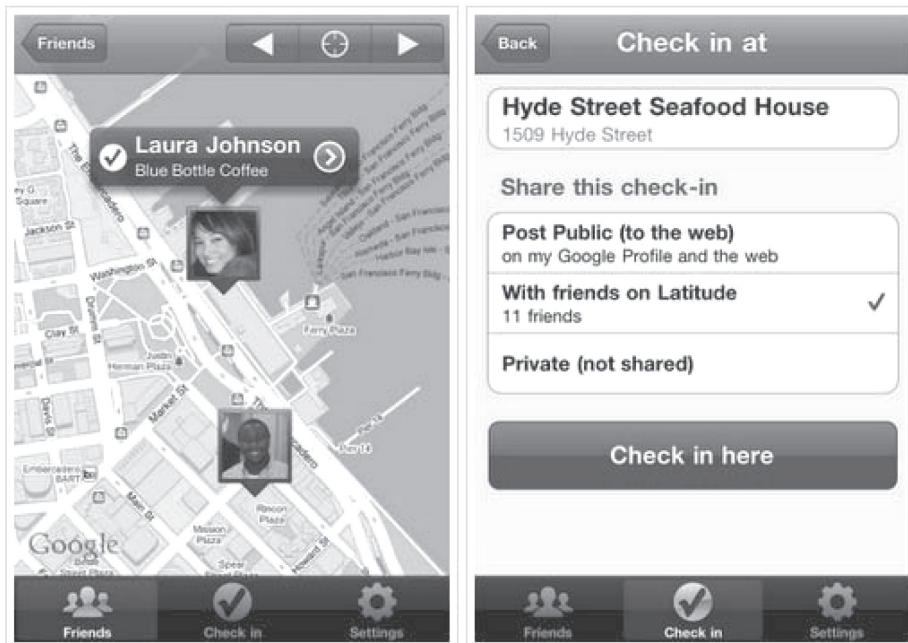 Friends
Laura Johnson
Blue Bottle Coffee
The Embarcadero
Jackson St
Washington St
Drumm St
Clay St
Ferry Plaza
Justin
Herman Plaza
Market St
Davis St
Pier 14
Pier 14
Embarcadero
BART
Main St
Rincon
Plaza
Mission
Plaza
Spear
Street Plaza
Howard St
Google
Friends
Check in
Settings
Back
Check in at
Hyde Street Seafood House
1509 Hyde Street
Share this check-in
Post Public (to the web)
on my Google Profile and the web
With friends on Latitude
11 friends
Private (not shared)
Check in here
Friends
Check in
Settings